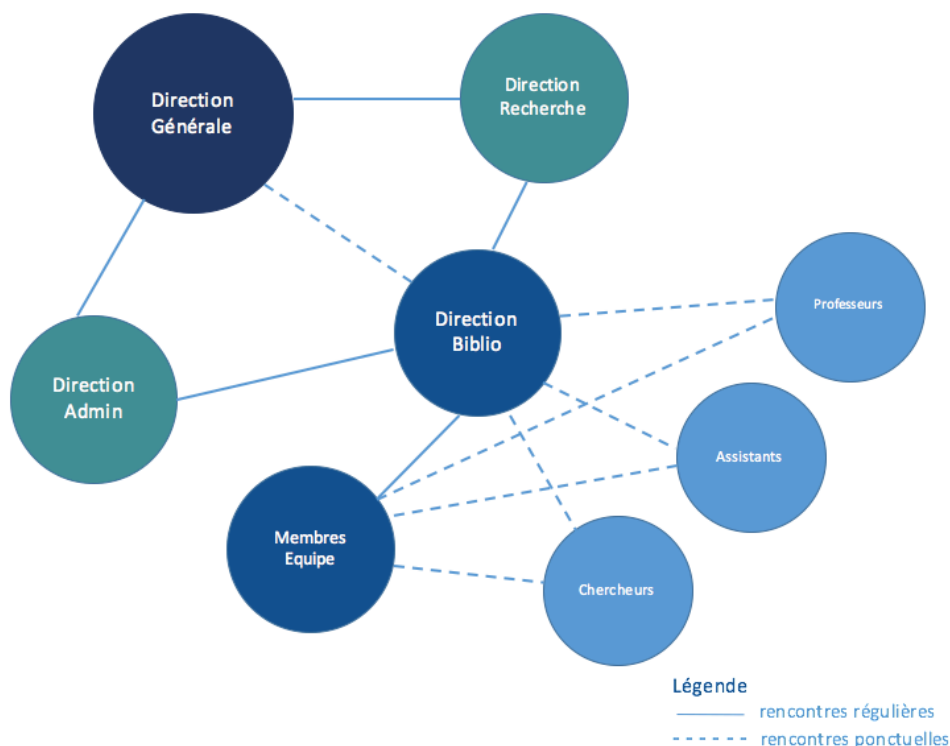 Direction
Générale
Direction
Recherche
Direction
Biblio
Professeurs
Direction
Admin
Assistants
Membres
Equipe
Chercheurs
Légende
rencontres régulières
rencontres ponctuelles